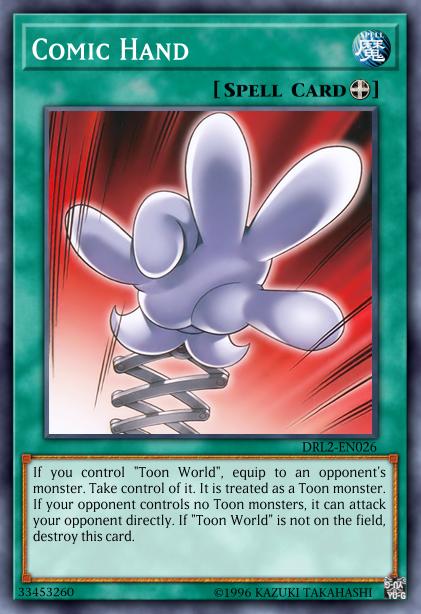 Comic Hand
SPELL
魔
[Spell Card]
DRL2-EN026
If you control "Toon World", equip to an opponent's
monster. Take control of it. It is treated as a Toon monster.
If your opponent controls no Toon monsters, it can attack
your opponent directly. If "Toon World" is not on the field,
destroy this card.
33453260
©1996 KAZUKI TAKAHASHI